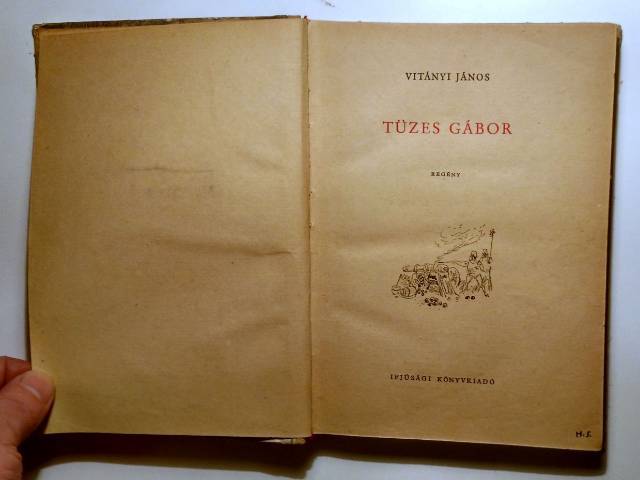 VITÁNYI JÁNOS
TÜZES GÁBOR
REGÉNY
IFJÚSÁGI KÖNYVKIADÓ